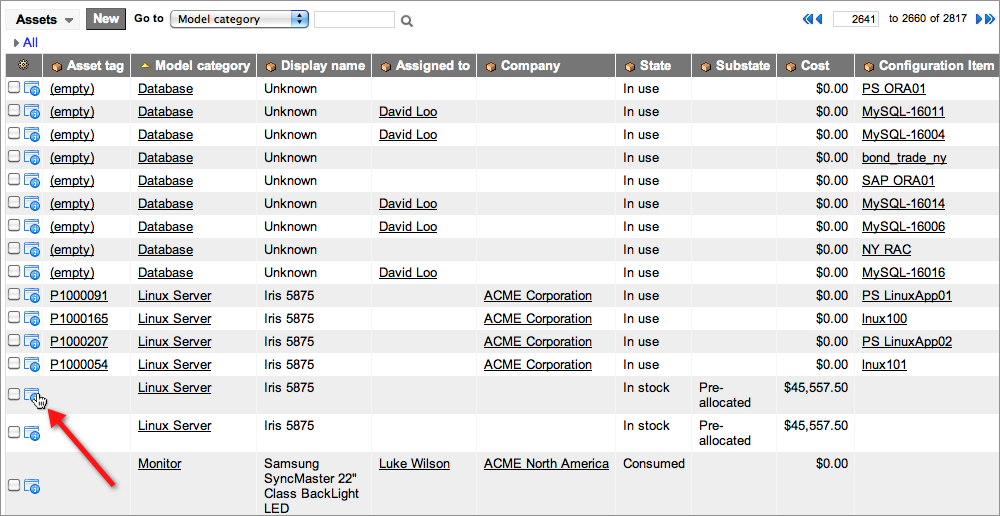 Assets New Go to Model category 2641 to 2660 of 2817
All
Asset tag Model category Display name Assigned to Company State Substate Cost Configuration Item
(empty) Database Unknown In use $0.00 PS ORA01
(empty) Database Unknown David Loo In use $0.00 MySQL-16011
(empty) Database Unknown David Loo In use $0.00 MySQL-16004
(empty) Database Unknown In use $0.00 bond_trade_ny
(empty) Database Unknown In use $0.00 SAP ORA01
(empty) Database Unknown David Loo In use $0.00 MySQL-16014
(empty) Database Unknown David Loo In use $0.00 MySQL-16006
(empty) Database Unknown In use $0.00 NY RAC
(empty) Database Unknown David Loo In use $0.00 MySQL-16016
P1000091 Linux Server Iris 5875 ACME Corporation In use $0.00 PS LinuxApp01
P1000165 Linux Server Iris 5875 ACME Corporation In use $0.00 lnux100
P1000207 Linux Server Iris 5875 ACME Corporation In use $0.00 PS LinuxApp02
P1000054 Linux Server Iris 5875 ACME Corporation In use $0.00 lnux101
Linux Server Iris 5875 In stock Pre- $45,557.50
allocated
Linux Server Iris 5875 In stock Pre- $45,557.50
allocated
Monitor Samsung Luke Wilson ACME North America Consumed $0.00
SyncMaster 22"
Class BackLight
LED